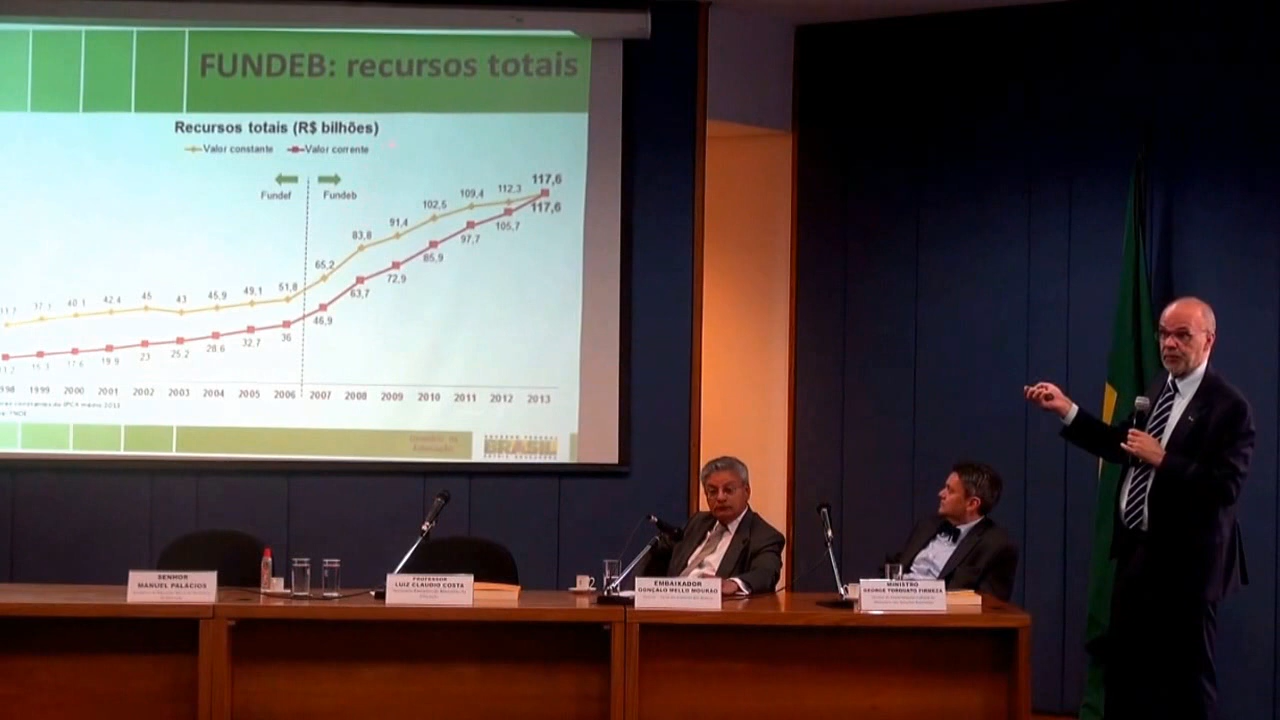 FUNDEB: recursos totais
Recursos totais (R$ bilhões)
Valor constante Valor corrente
Fundef Fundeb
117,6
112,3
109,4
102,5
91,4
83,8
65,2
51,8
49,1
45,9
43
45
42,4
40,1
117,6
105,7
97,7
85,9
72,9
63,7
46,9
36
32,7
28,6
25,2
23
19,9
17,6
15,3
1999 2000 2001 2002 2003 2004 2005 2006 2007 2008 2009 2010 2011 2012 2013
BRASIL
SENHOR
MANUEL PALÁCIOS
PROFESSOR
LUIZ CLAUDIO COSTA
EMBAIXADOR
GONÇALO MELLO MOURÃO
MINISTRO
GEORGE TORQUATO FIRMEZA